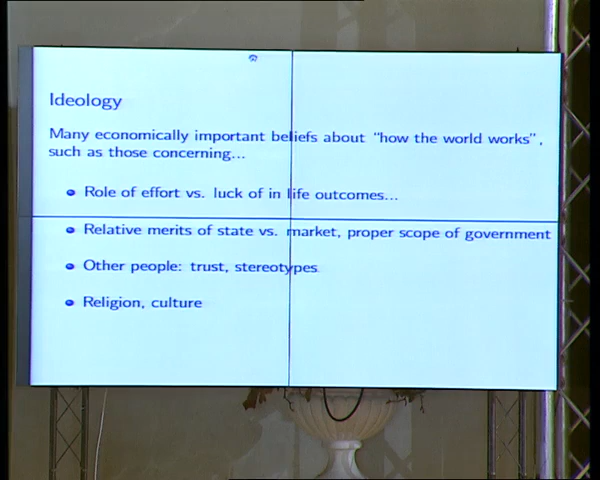 Ideology
Many economically important beliefs about “how the world works”,
such as those concerning...
Role of effort vs. luck of in life outcomes...
Relative merits of state vs. market, proper scope of government
Other people: trust, stereotypes
Religion, culture